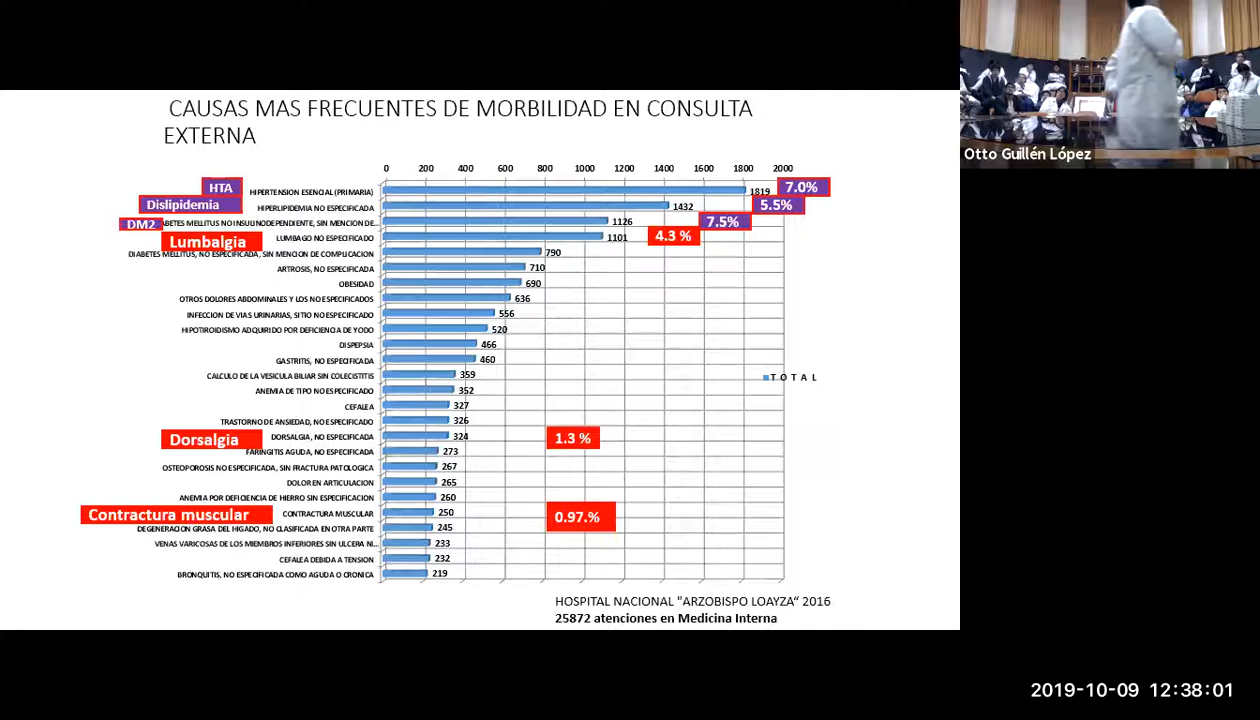 Otto Guillén López
CAUSAS MAS FRECUENTES DE MORBILIDAD EN CONSULTA
EXTERNA
0 200 400 600 800 1000 1200 1400 1600 1800 2000
HTA HIPERTENSION ESENCIAL (PRIMARIA) 1819 7.0%
Dislipidemia HIPERLIPIDEMIA NO ESPECIFICADA 1432 5.5%
DM2 ABETES MELLITUS NO INSULINODEPENDIENTE, SIN MENCION DE... 1126 7.5%
Lumbalgia LUMBAGO NO ESPECIFICADO 1101 4.3 %
DIABETES MELLITUS, NO ESPECIFICADA, SIN MENCION DE COMPLICACION 790
ARTROSIS, NO ESPECIFICADA 710
OBESIDAD 690
OTROS DOLORES ABDOMINALES Y LOS NO ESPECIFICADOS 636
INFECCION DE VIAS URINARIAS, SITIO NO ESPECIFICADO 556
HIPOTIROIDISMO ADQUIRIDO POR DEFICIENCIA DE YODO 520
DISPEPSIA 466
GASTRITIS, NO ESPECIFICADA 460
CALCULO DE LA VESICULA BILIAR SIN COLECISTITIS 359
TOTAL
ANEMIA DE TIPO NO ESPECIFICADO 352
CEFALEA 327
TRASTORNO DE ANSIEDAD, NO ESPECIFICADO 326
Dorsalgia DORSALGIA, NO ESPECIFICADA 324 1.3 %
FARINGITIS AGUDA, NO ESPECIFICADA 273
OSTEOPOROSIS NO ESPECIFICADA, SIN FRACTURA PATOLOGICA 267
DOLOR EN ARTICULACION 265
ANEMIA POR DEFICIENCIA DE HIERRO SIN ESPECIFICACION 260
Contractura muscular CONTRACTURA MUSCULAR 250 0.97.%
DEGENERACION GRASA DEL HIGADO, NO CLASIFICADA EN OTRA PARTE 245
VENAS VARICOSAS DE LOS MIEMBROS INFERIORES SIN ULCERA NI... 233
CEFALEA DEBIDA A TENSION 232
BRONQUITIS, NO ESPECIFICADA COMO AGUDA O CRONICA 219
HOSPITAL NACIONAL "ARZOBISPO LOAYZA“ 2016
25872 atenciones en Medicina Interna
2019-10-09 12:38:01